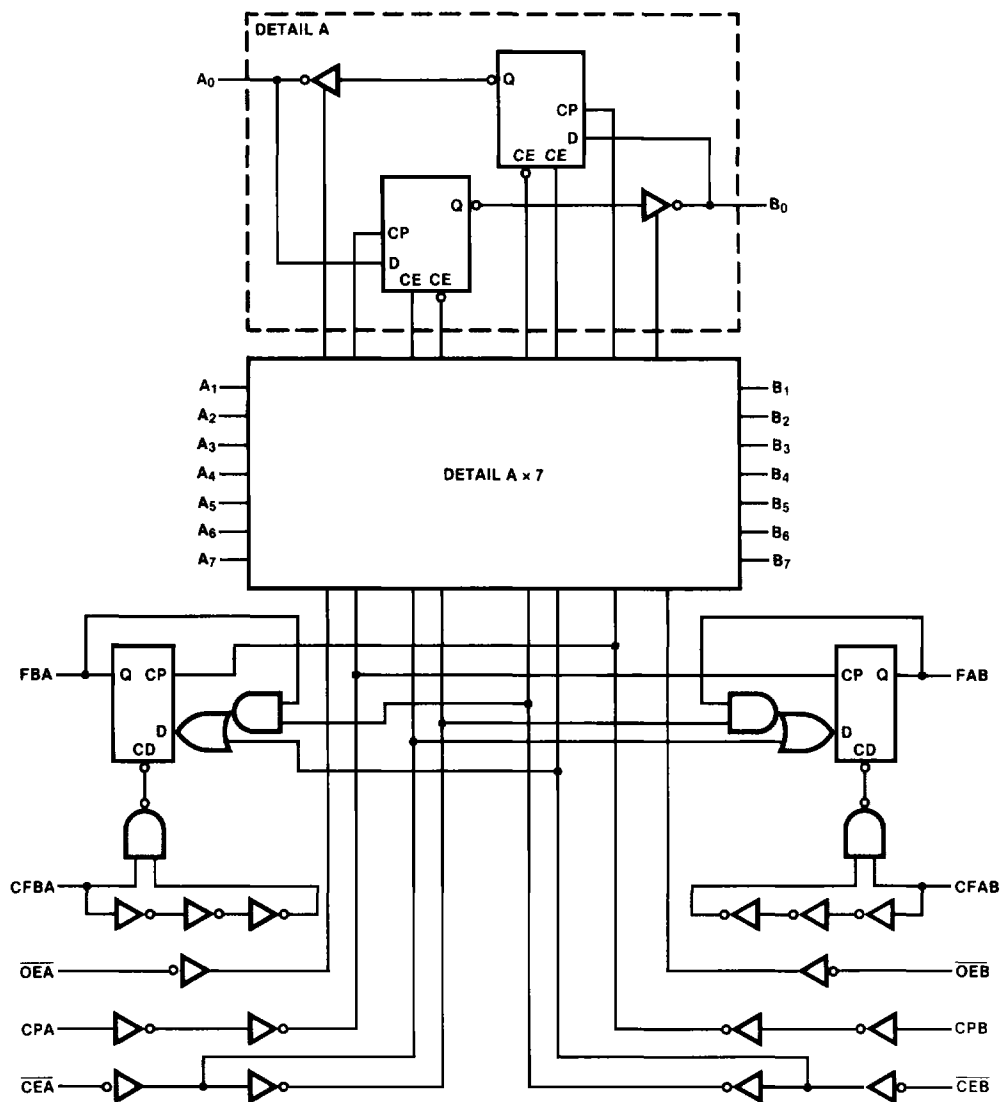 DETAIL A
A0
Q
CP
D
CE CE
Q
B0
CP
D
CE CE
A1
B1
A2
B2
A3
B3
A4
DETAIL A × 7
B4
A5
B5
A6
B6
A7
B7
FBA
Q CP
CP Q
FAB
D
D
CD
CD
CFBA
CFAB
OEA
OEB
CPA
CPB
CEA
CEB